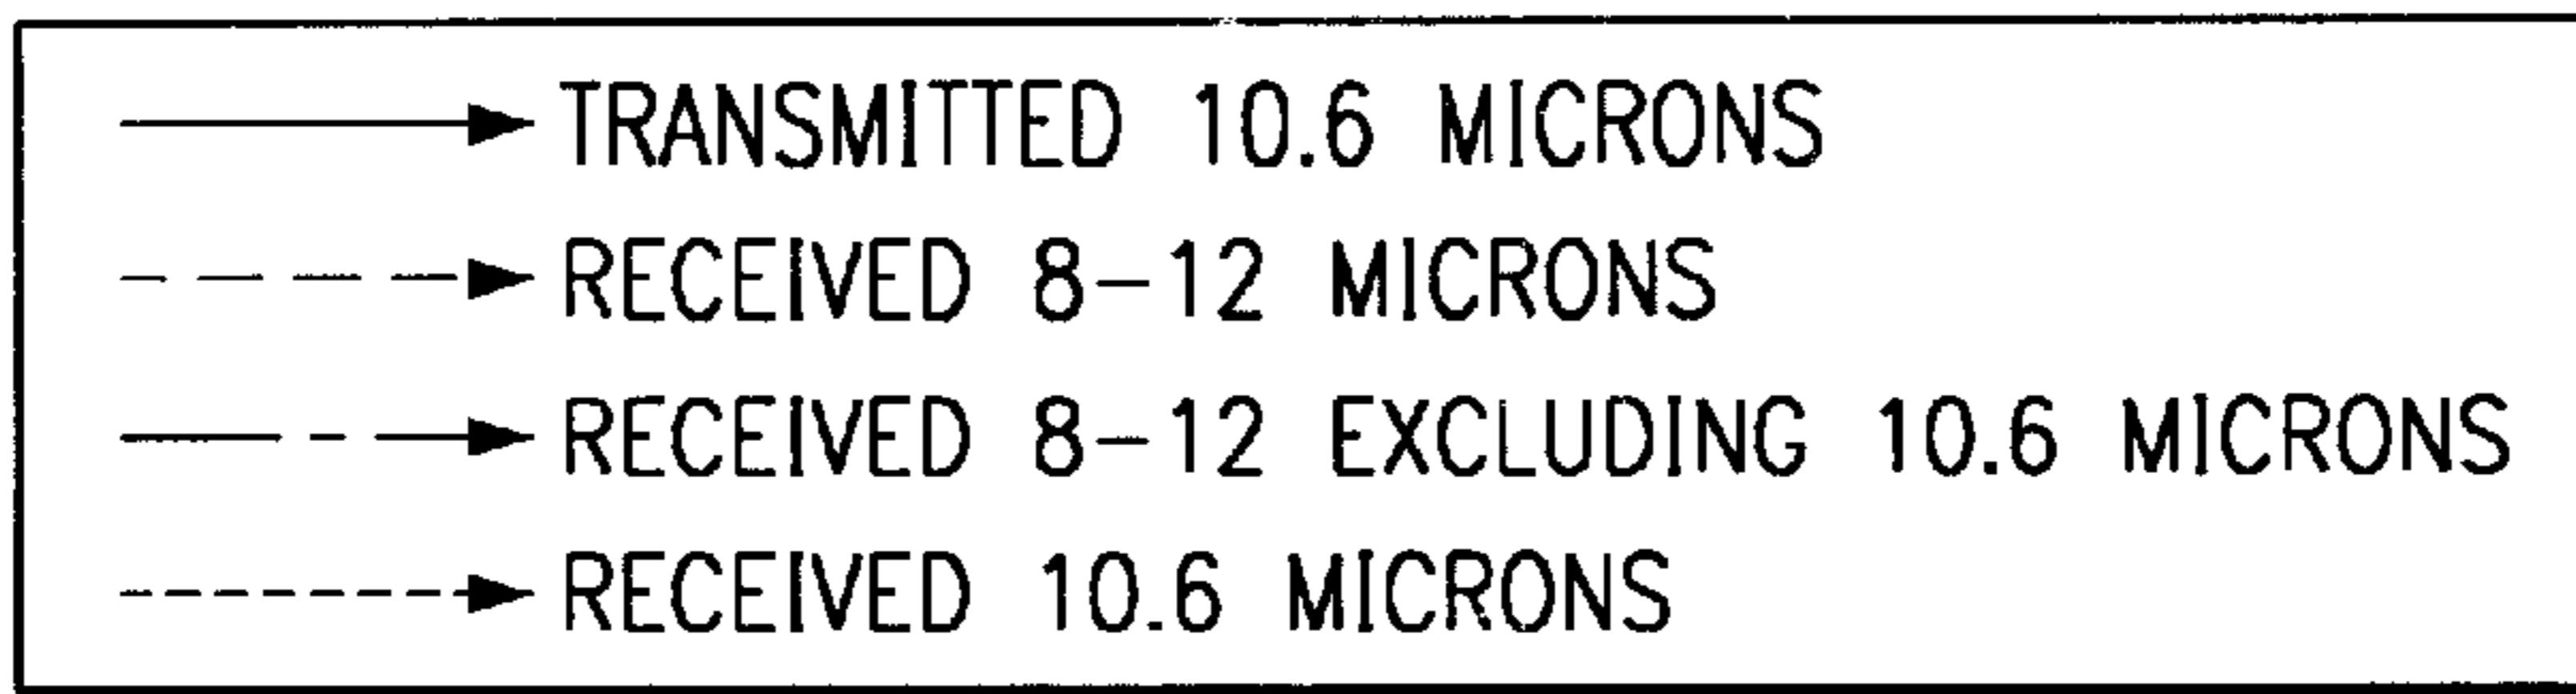 TRANSMITTED 10.6 MICRONS
RECEIVED 8-12 MICRONS
RECEIVED 8-12 EXCLUDING 10.6 MICRONS
RECEIVED 10.6 MICRONS